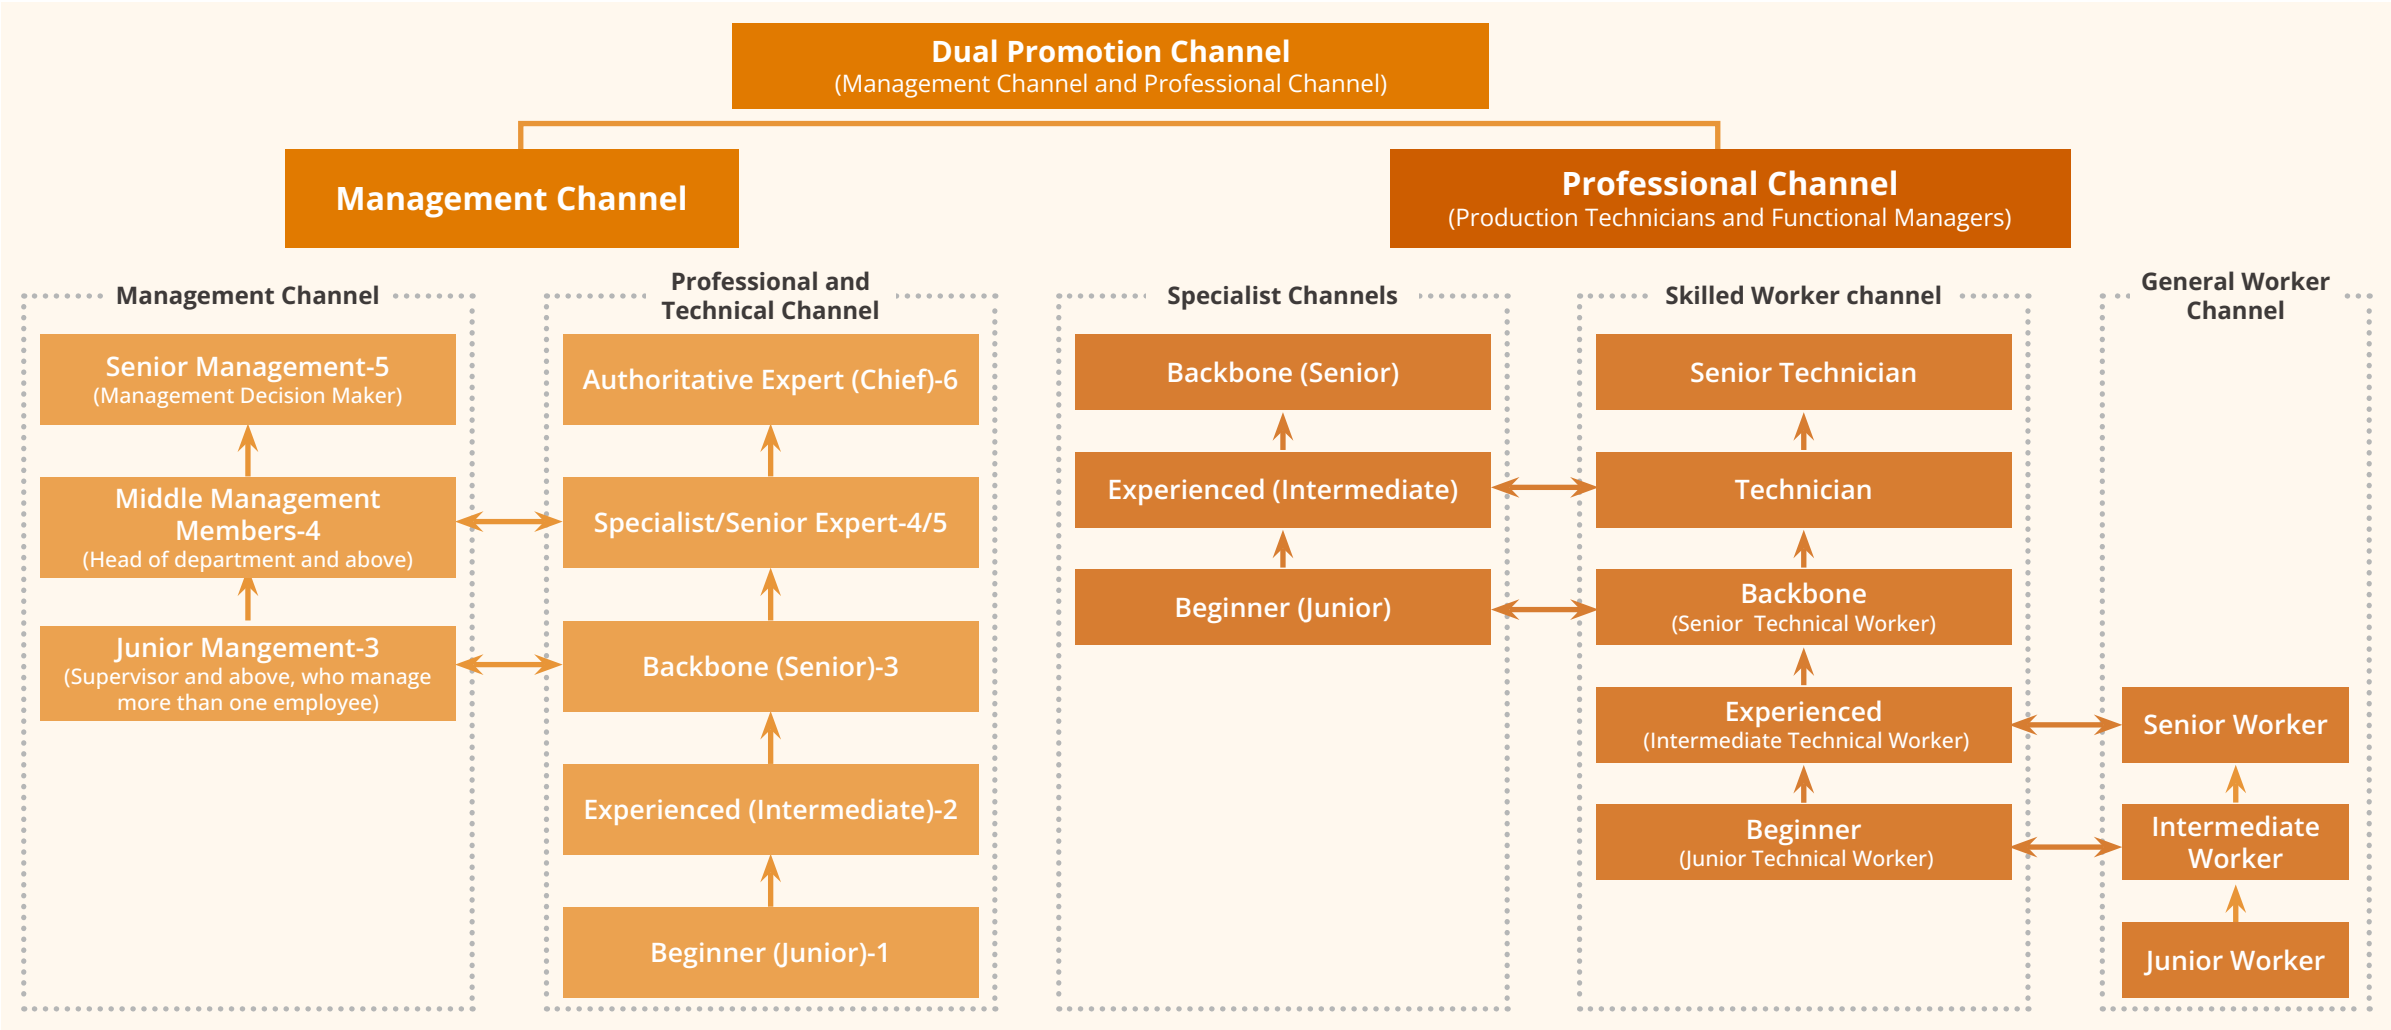 Dual Promotion Channel
(Management Channel and Professional Channel)
Management Channel
Professional Channel
(Production Technicians and Functional Managers)
Management Channel
Senior Management-5
(Management Decision Maker)
Middle Management
Members-4
(Head of department and above)
Junior Mangement-3
(Supervisor and above, who manage
more than one employee)
Professional and
Technical Channel
Authoritative Expert (Chief)-6
Specialist/Senior Expert-4/5
Backbone (Senior)-3
Experienced (Intermediate)-2
Beginner (Junior)-1
Specialist Channels
Backbone (Senior)
Experienced (Intermediate)
Beginner (Junior)
Skilled Worker channel
Senior Technician
Technician
Backbone
(Senior Technical Worker)
Experienced
(Intermediate Technical Worker)
Beginner
(Junior Technical Worker)
General Worker
Channel
Senior Worker
Intermediate
Worker
Junior Worker